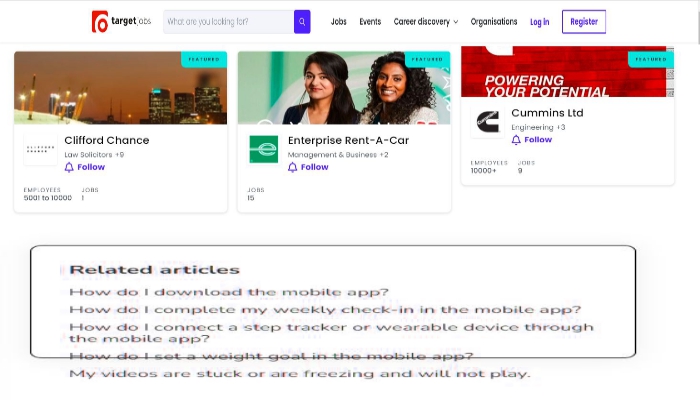 targetjobs
What are you looking for?
Jobs
Events
Career discovery
Organisations
Log in
Register
FEATURED
Clifford Chance
Law Solicitors +9
Follow
EMPLOYEES
JOBS
5001 to 10000
1
FEATURED
Enterprise Rent-A-Car
Management & Business +2
Follow
JOBS
15
FEATURED
POWERING
YOUR POTENTIAL
Cummins Ltd
Engineering +3
Follow
EMPLOYEES
JOBS
10000+
9
Related articles
How do I download the mobile app?
How do I complete my weekly check-in in the mobile app?
How do I connect a step tracker or wearable device through
the mobile app?
How do I set a weight goal in the mobile app?
My videos are stuck or are freezing and will not play.